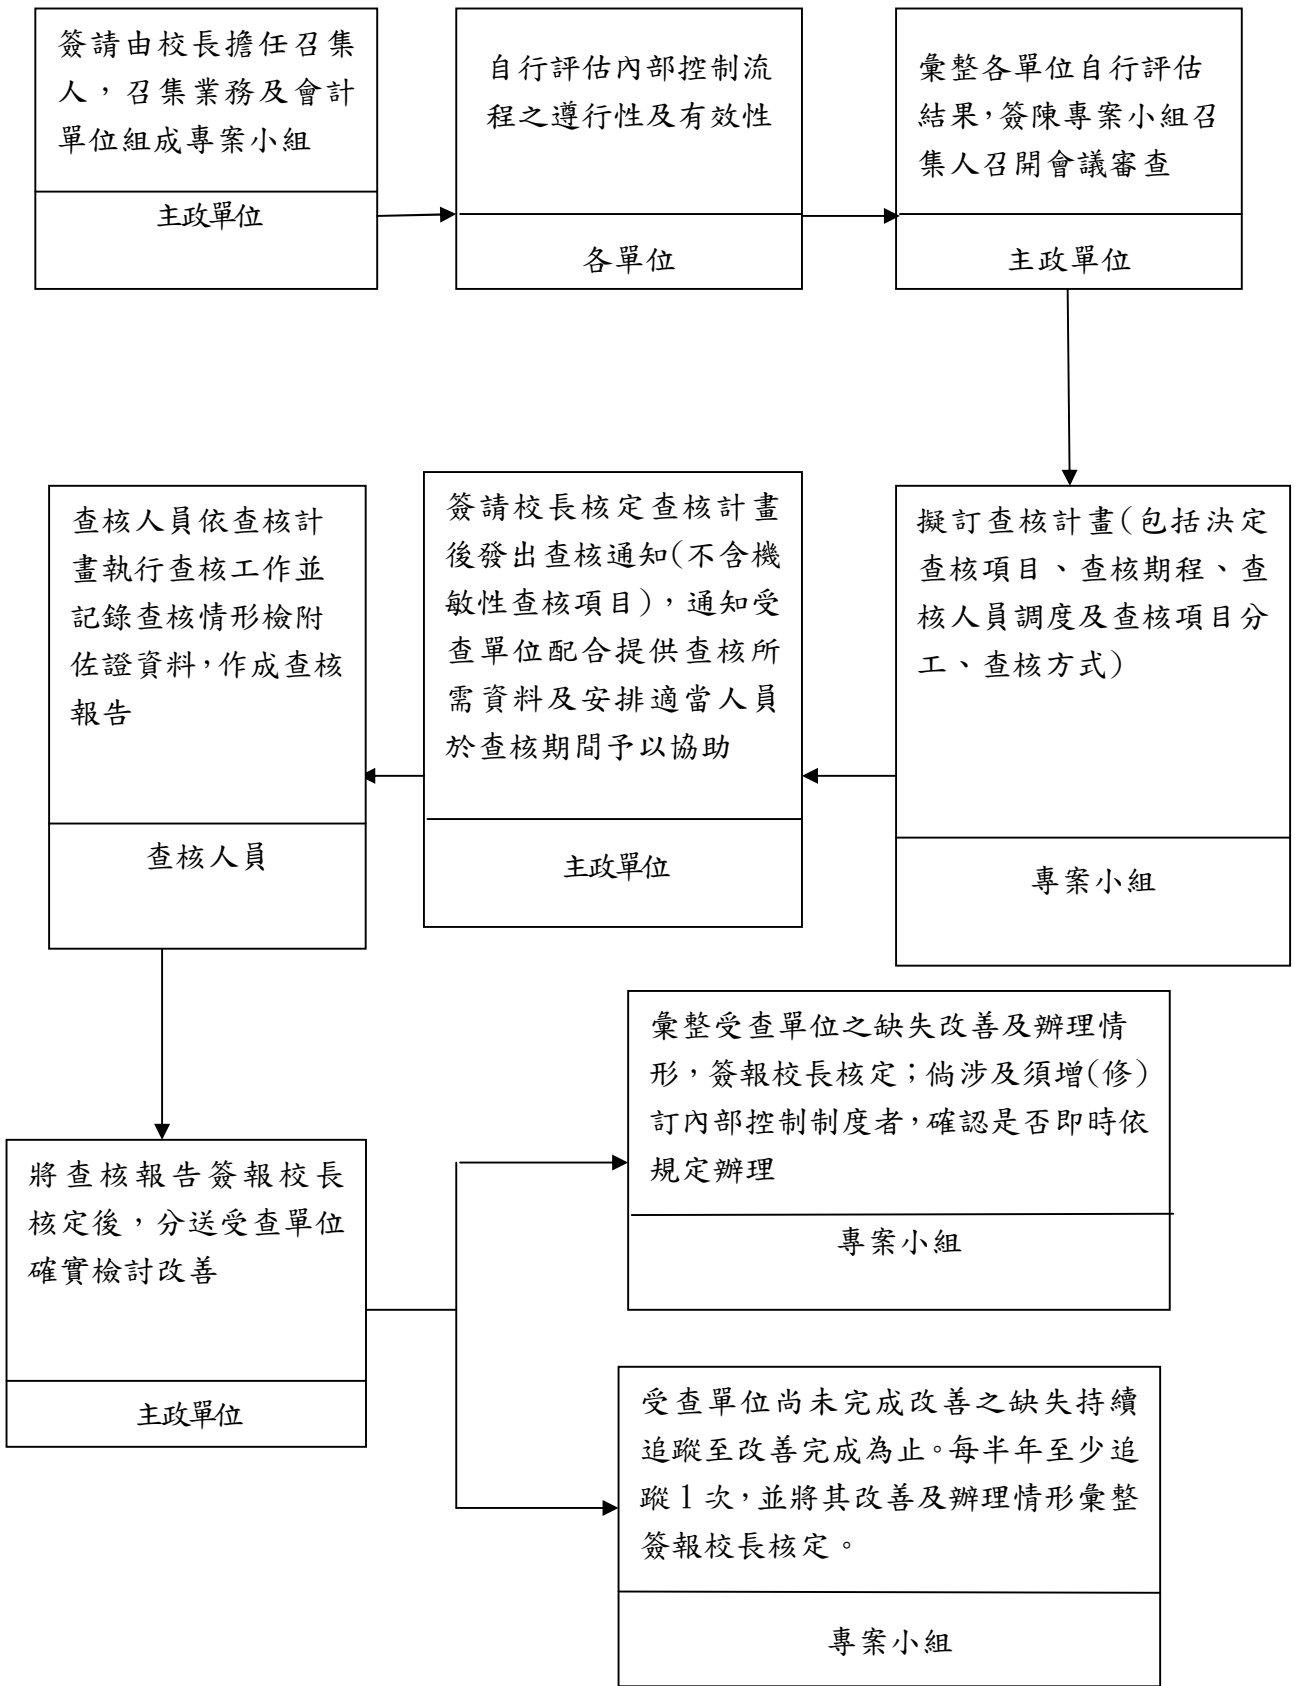 簽請由校長擔任召集
人，召集業務及會計
單位組成專案小組
主政單位
自行評估內部控制流
程之遵行性及有效性
各單位
彙整各單位自行評估
結果，簽陳專案小組召
集人召開會議審查
主政單位
擬訂查核計畫(包括決定
查核項目、查核期程、查
核人員調度及查核項目分
工、查核方式)
專案小組
簽請校長核定查核計畫
後發出查核通知(不含機
敏性查核項目)，通知受
查單位配合提供查核所
需資料及安排適當人員
於查核期間予以協助
主政單位
查核人員依查核計
畫執行查核工作並
記錄查核情形檢附
佐證資料，作成查核
報告
查核人員
將查核報告簽報校長
核定後，分送受查單位
確實檢討改善
主政單位
彙整受查單位之缺失改善及辦理情
形，簽報校長核定；倘涉及須增(修)
訂內部控制制度者，確認是否即時依
規定辦理
專案小組
受查單位尚未完成改善之缺失持續
追蹤至改善完成為止。每半年至少追
蹤 1 次，並將其改善及辦理情形彙整
簽報校長核定。
專案小組